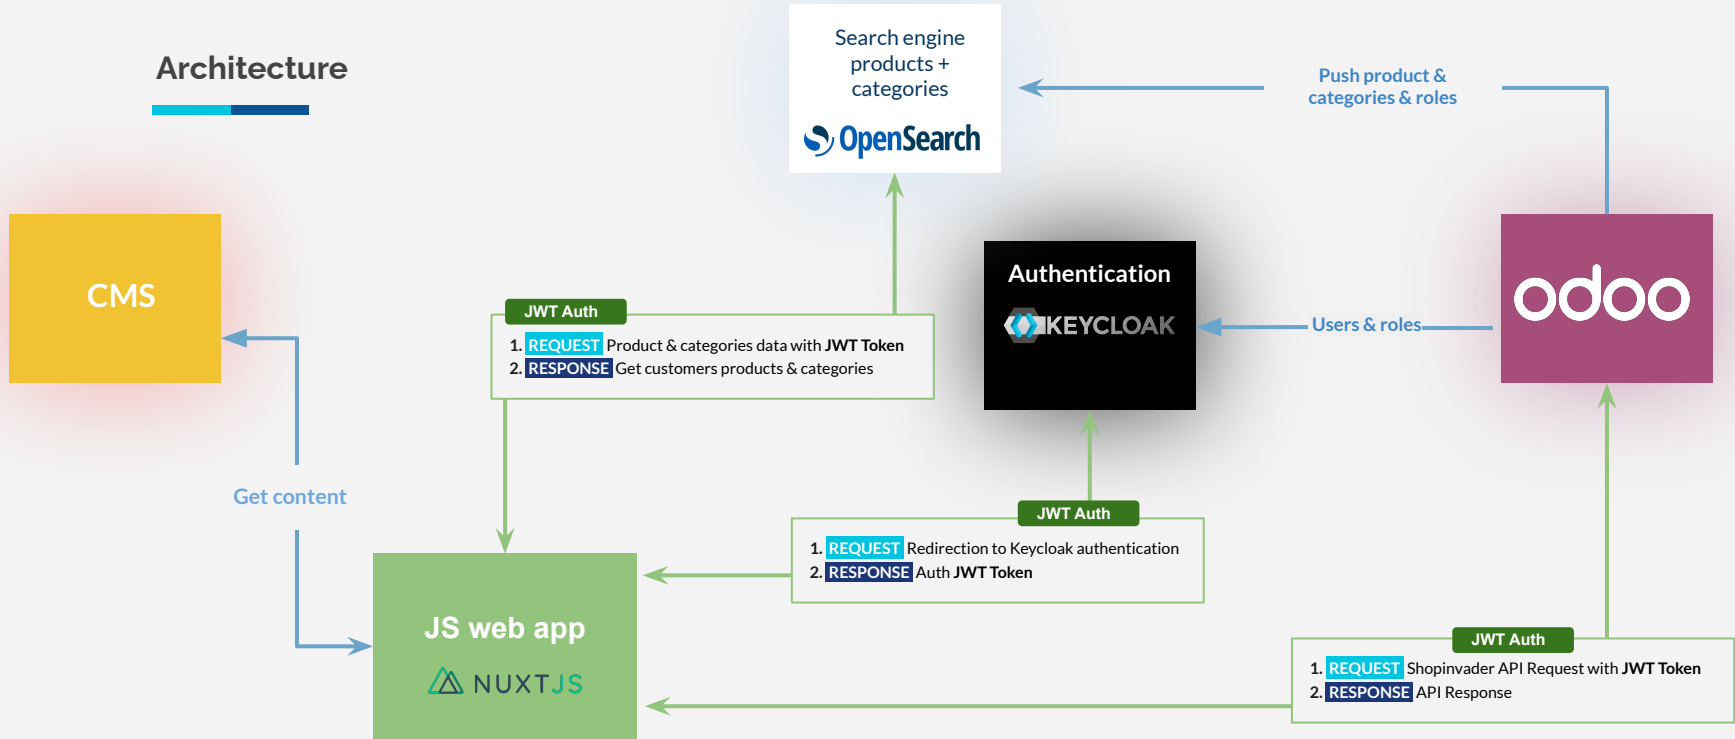 Architecture
Search engine
products +
categories
OpenSearch
Push product &
categories & roles
CMS
Authentication
KEYCLOAK
Users & roles
odoo
JWT Auth
1. REQUEST Product & categories data with JWT Token
2. RESPONSE Get customers products & categories
Get content
JWT Auth
1. REQUEST Redirection to Keycloak authentication
2. RESPONSE Auth JWT Token
JS web app
NUXTJS
JWT Auth
1. REQUEST Shopinvader API Request with JWT Token
2. RESPONSE API Response